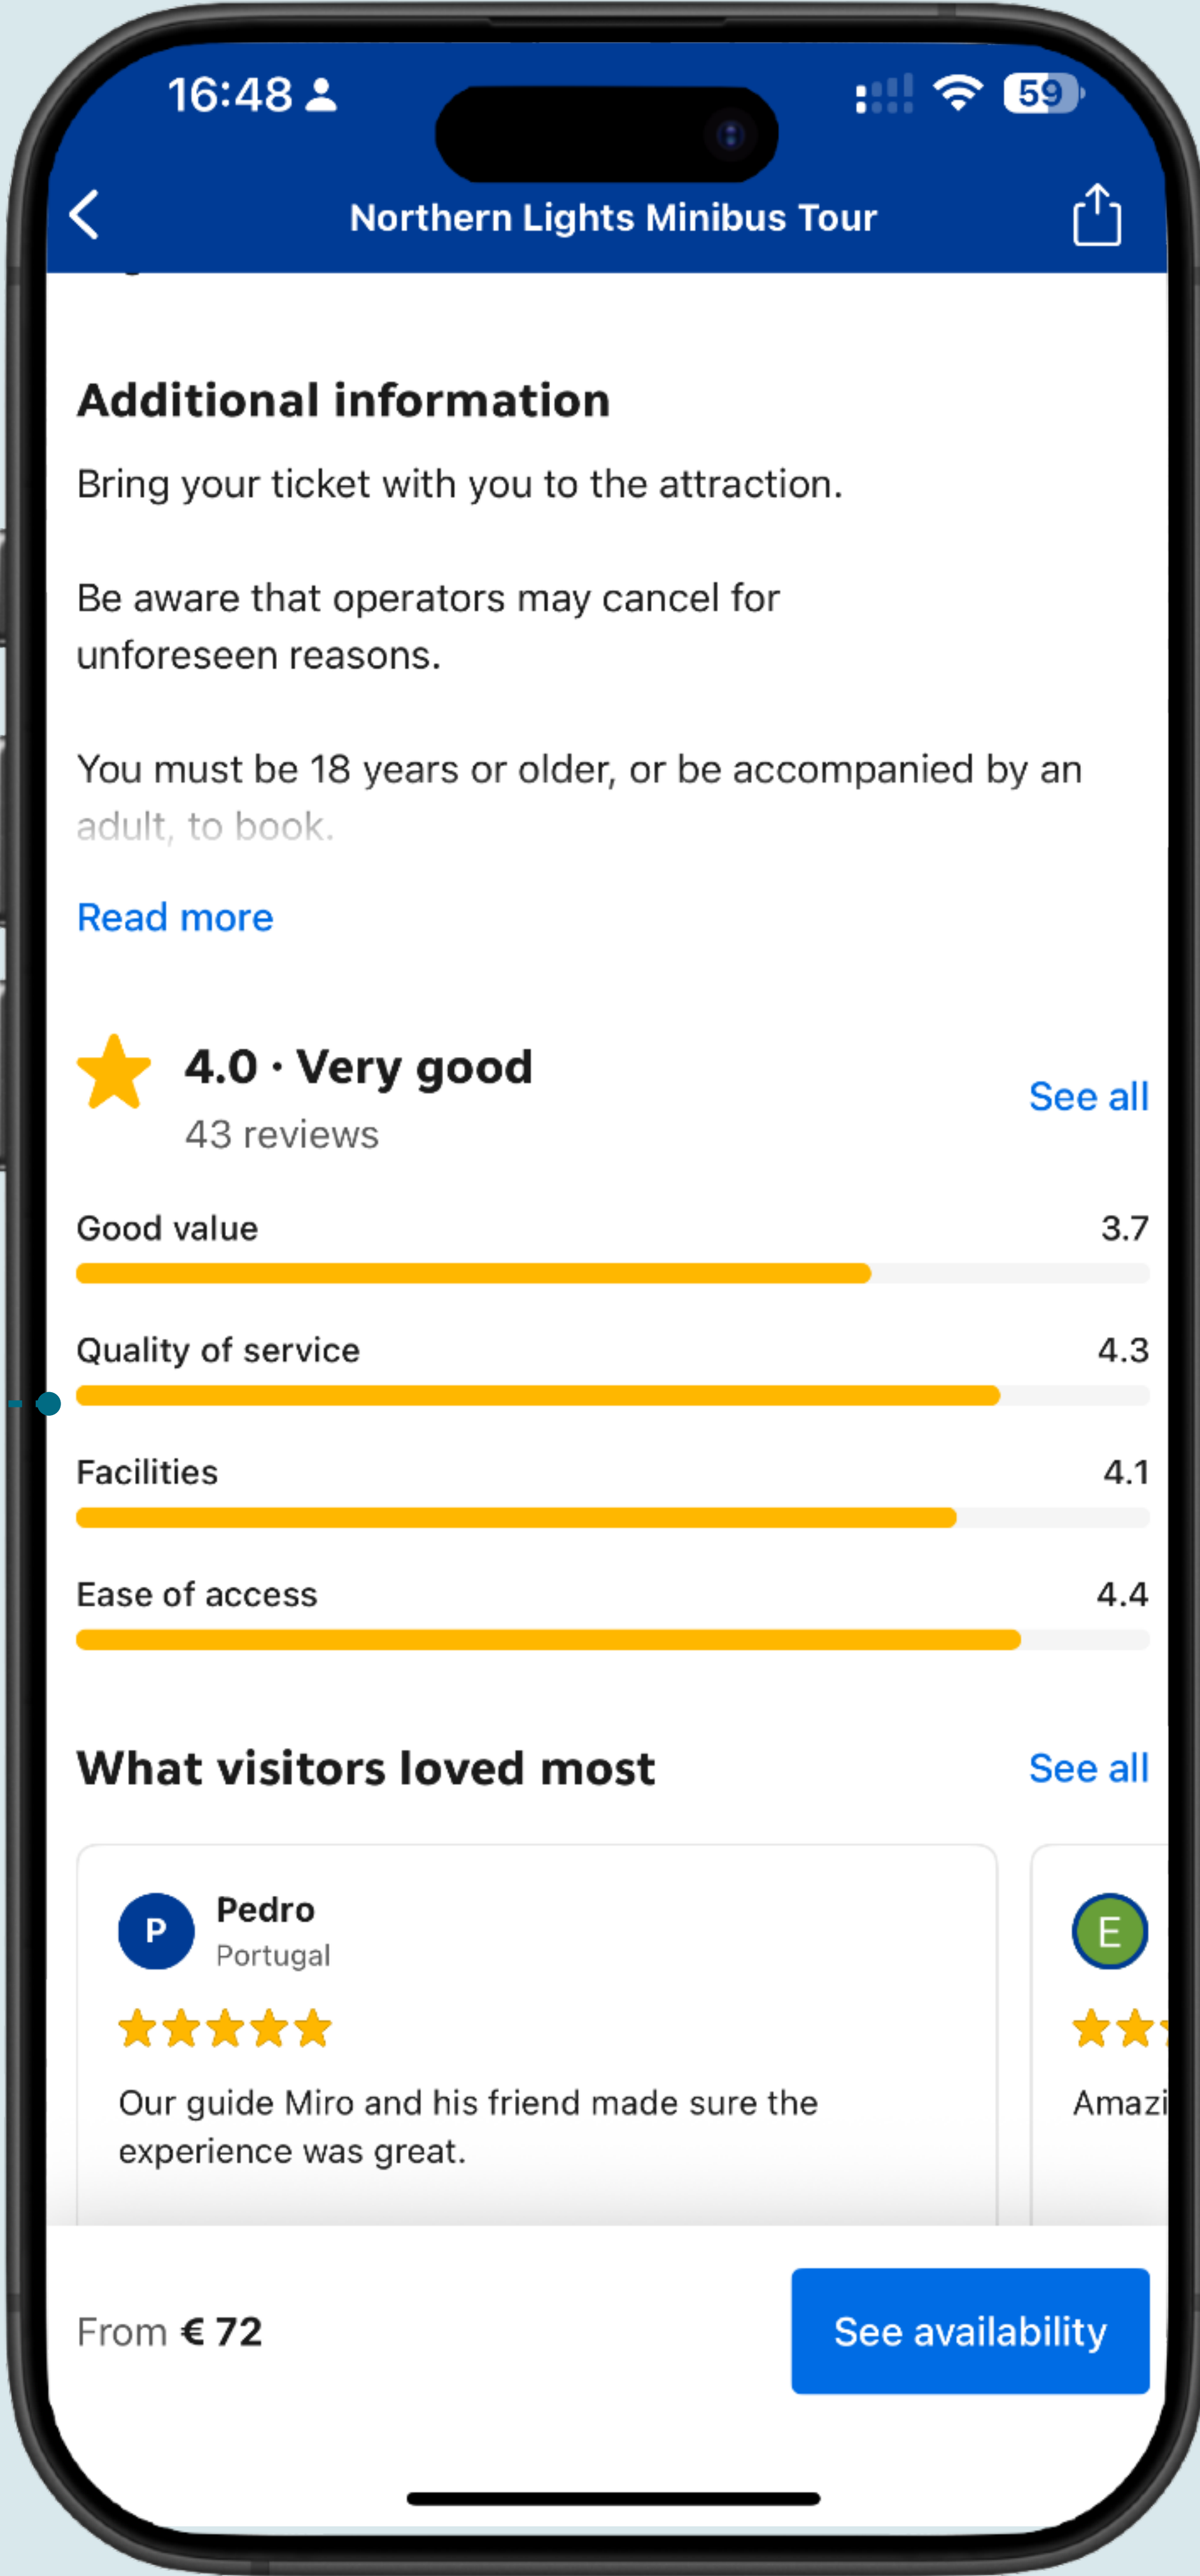 16:48
59
Northern Lights Minibus Tour
Additional information
Bring your ticket with you to the attraction.
Be aware that operators may cancel for
unforeseen reasons.
You must be 18 years or older, or be accompanied by an
adult, to book.
Read more
4.0 · Very good
See all
43 reviews
Good value 3.7
Quality of service 4.3
Facilities 4.1
Ease of access 4.4
What visitors loved most See all
P
Pedro
Portugal
E
Our guide Miro and his friend made sure the
experience was great.
Amazi
From € 72
See availability